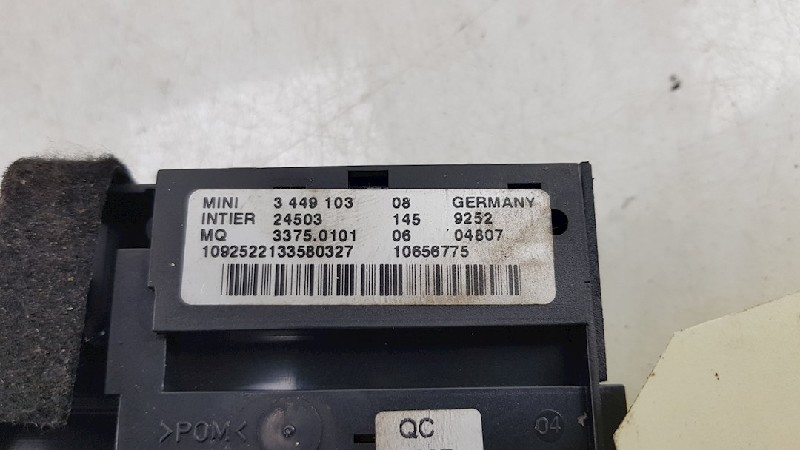 MINI 3 449 103 08 GERMANY
INTIER 24503 145 9252
MQ 3375.0101 06 04807
1092522133580327 10656775
>POM<
QC
04